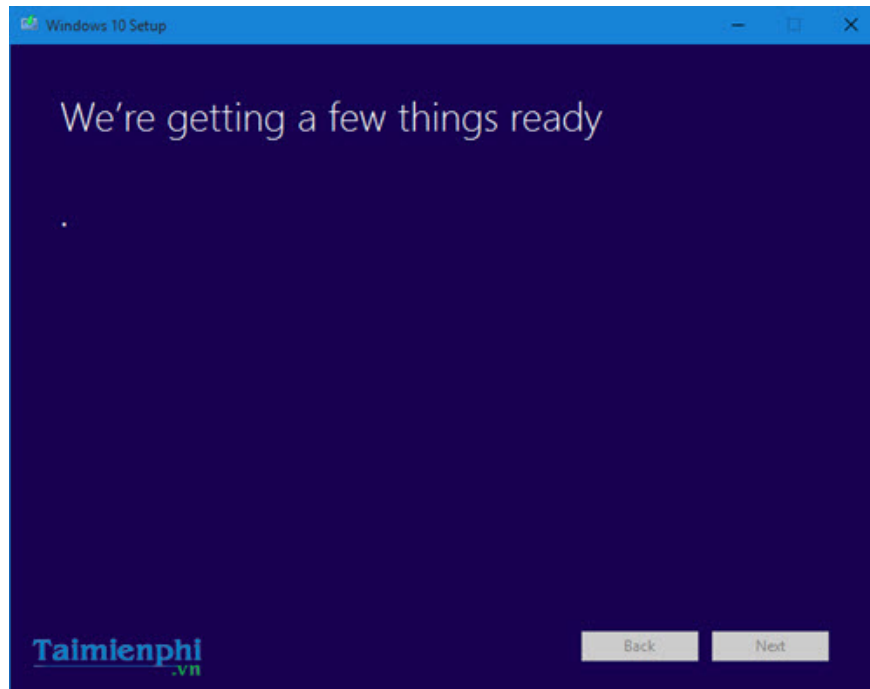 Windows 10 Setup
We're getting a few things ready
Back
Next
Taimienphi
.vn